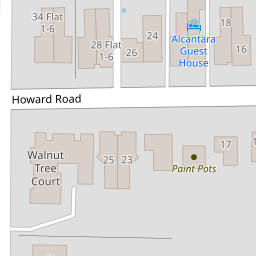 34 Flat
1-6
28 Flat
1-6
26
24
18
16
Alcantara
Guest
House
Howard Road
Walnut
Tree
Court
25
23
17
Paint Pots